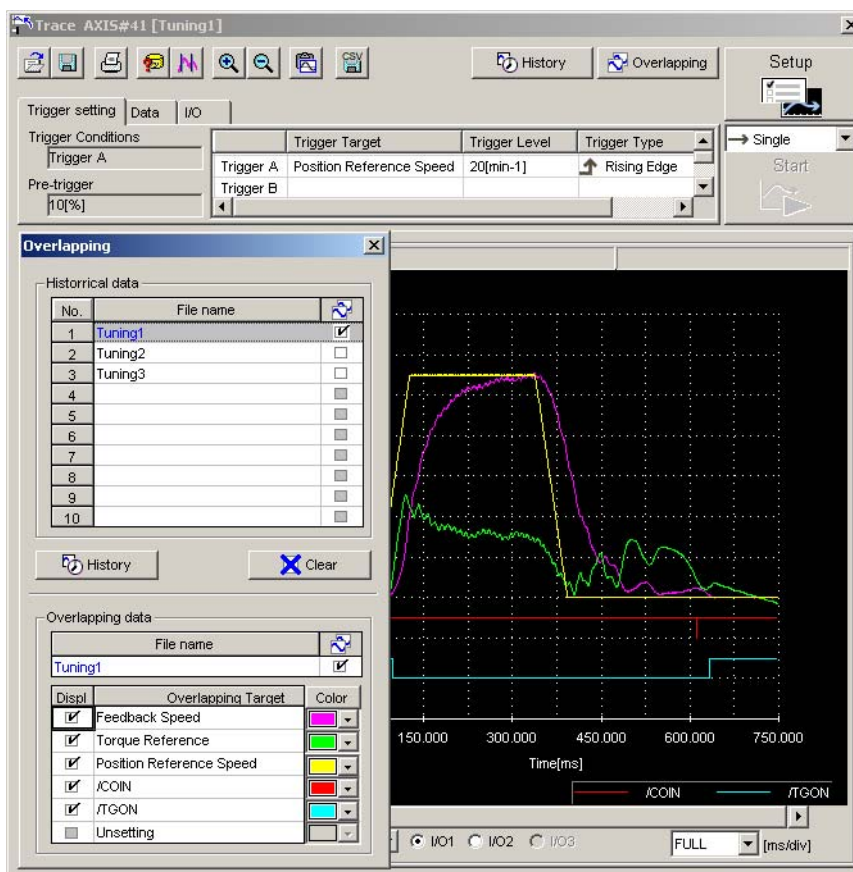 Trace AXIS#41 [Tuning1]
CSV
History
Overlapping
Setup
Trigger setting
Data
I/O
Trigger Conditions
Trigger A
Pre-trigger
10[%]
Trigger Target
Trigger Level
Trigger Type
Trigger A
Position Reference Speed
20[min-1]
Rising Edge
Trigger B
Single
Start
Overlapping
Historrical data
No.
File name
1
Tuning1
2
Tuning2
3
Tuning3
4
5
6
7
8
9
10
History
Clear
Overlapping data
File name
Tuning1
Displ
Overlapping Target
Color
Feedback Speed
Torque Reference
Position Reference Speed
/COIN
/TGON
Unsetting
150.000
300.000
450.000
600.000
750.000
Time[ms]
/COIN
/TGON
I/O1
I/O2
I/O3
FULL
[ms/div]